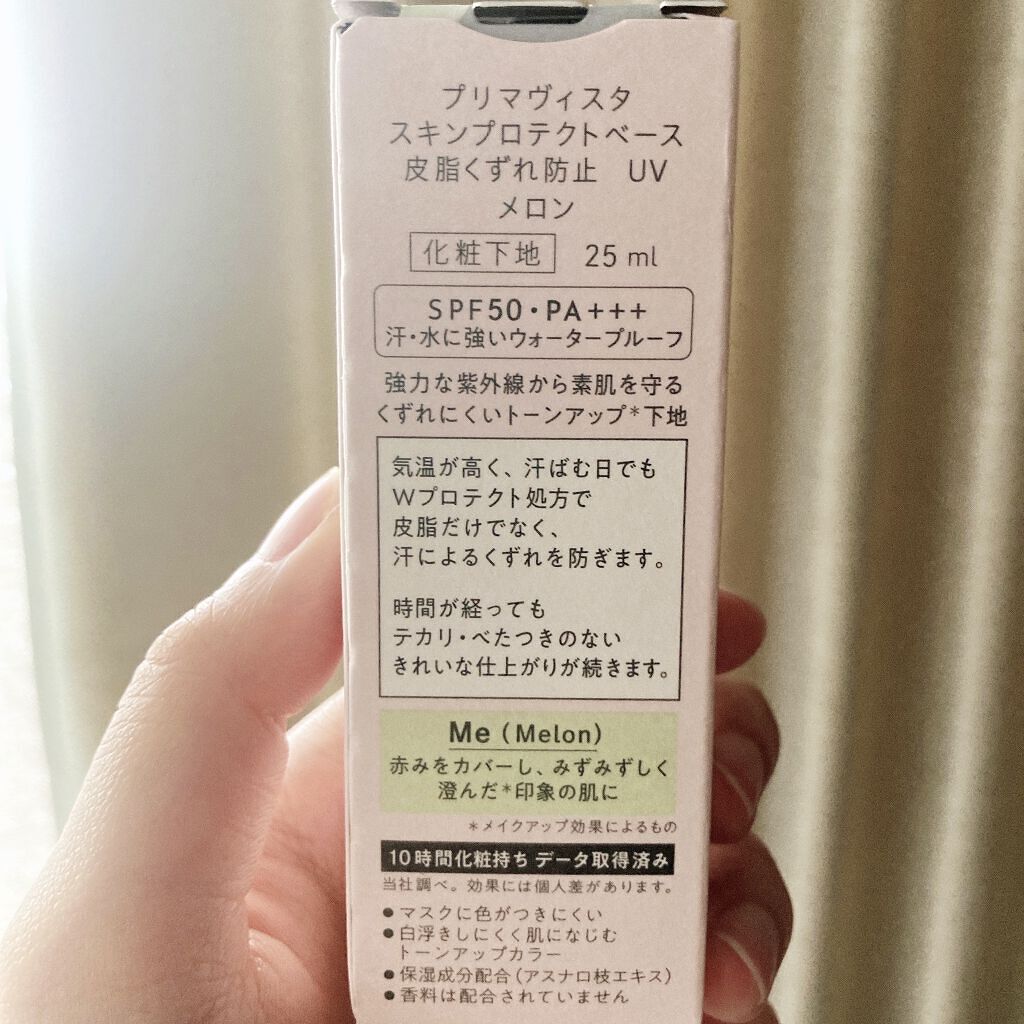 プリマヴィスタ
スキンプロテクトベース
皮脂くずれ防止 UV
メロン
化粧下地 25 ml
SPF50・PA+++
汗・水に強いウォータープルーフ
強力な紫外線から素肌を守る
くずれにくいトーンアップ*下地
気温が高く、汗ばむ日でも
Wプロテクト処方で
皮脂だけでなく、
汗によるくずれを防ぎます。
時間が経っても
テカリ・べたつきのない
きれいな仕上がりが続きます。
Me (Melon)
赤みをカバーし、みずみずしく
澄んだ*印象の肌に
*メイクアップ効果によるもの
10時間化粧持ち データ取得済み
当社調べ。効果には個人差があります。
●マスクに色がつきにくい
●白浮きしにくく肌になじむ
トーンアップカラー
●保湿成分配合(アスナロ枝エキス)
●香料は配合されていません